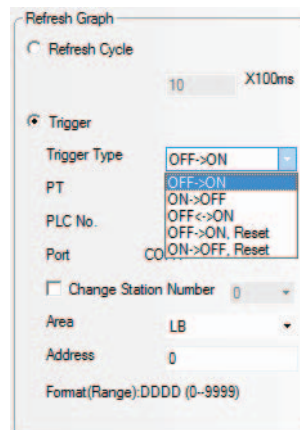 Refresh Graph
Refresh Cycle
10 X100ms
Trigger
Trigger Type OFF->ON
OFF->ON
PT ON->OFF
OFF<->ON
PLC No. OFF->ON, Reset
Port ON->OFF, Reset
Change Station Number 0
Area LB
Address 0
Format(Range):DDDD (0--9999)